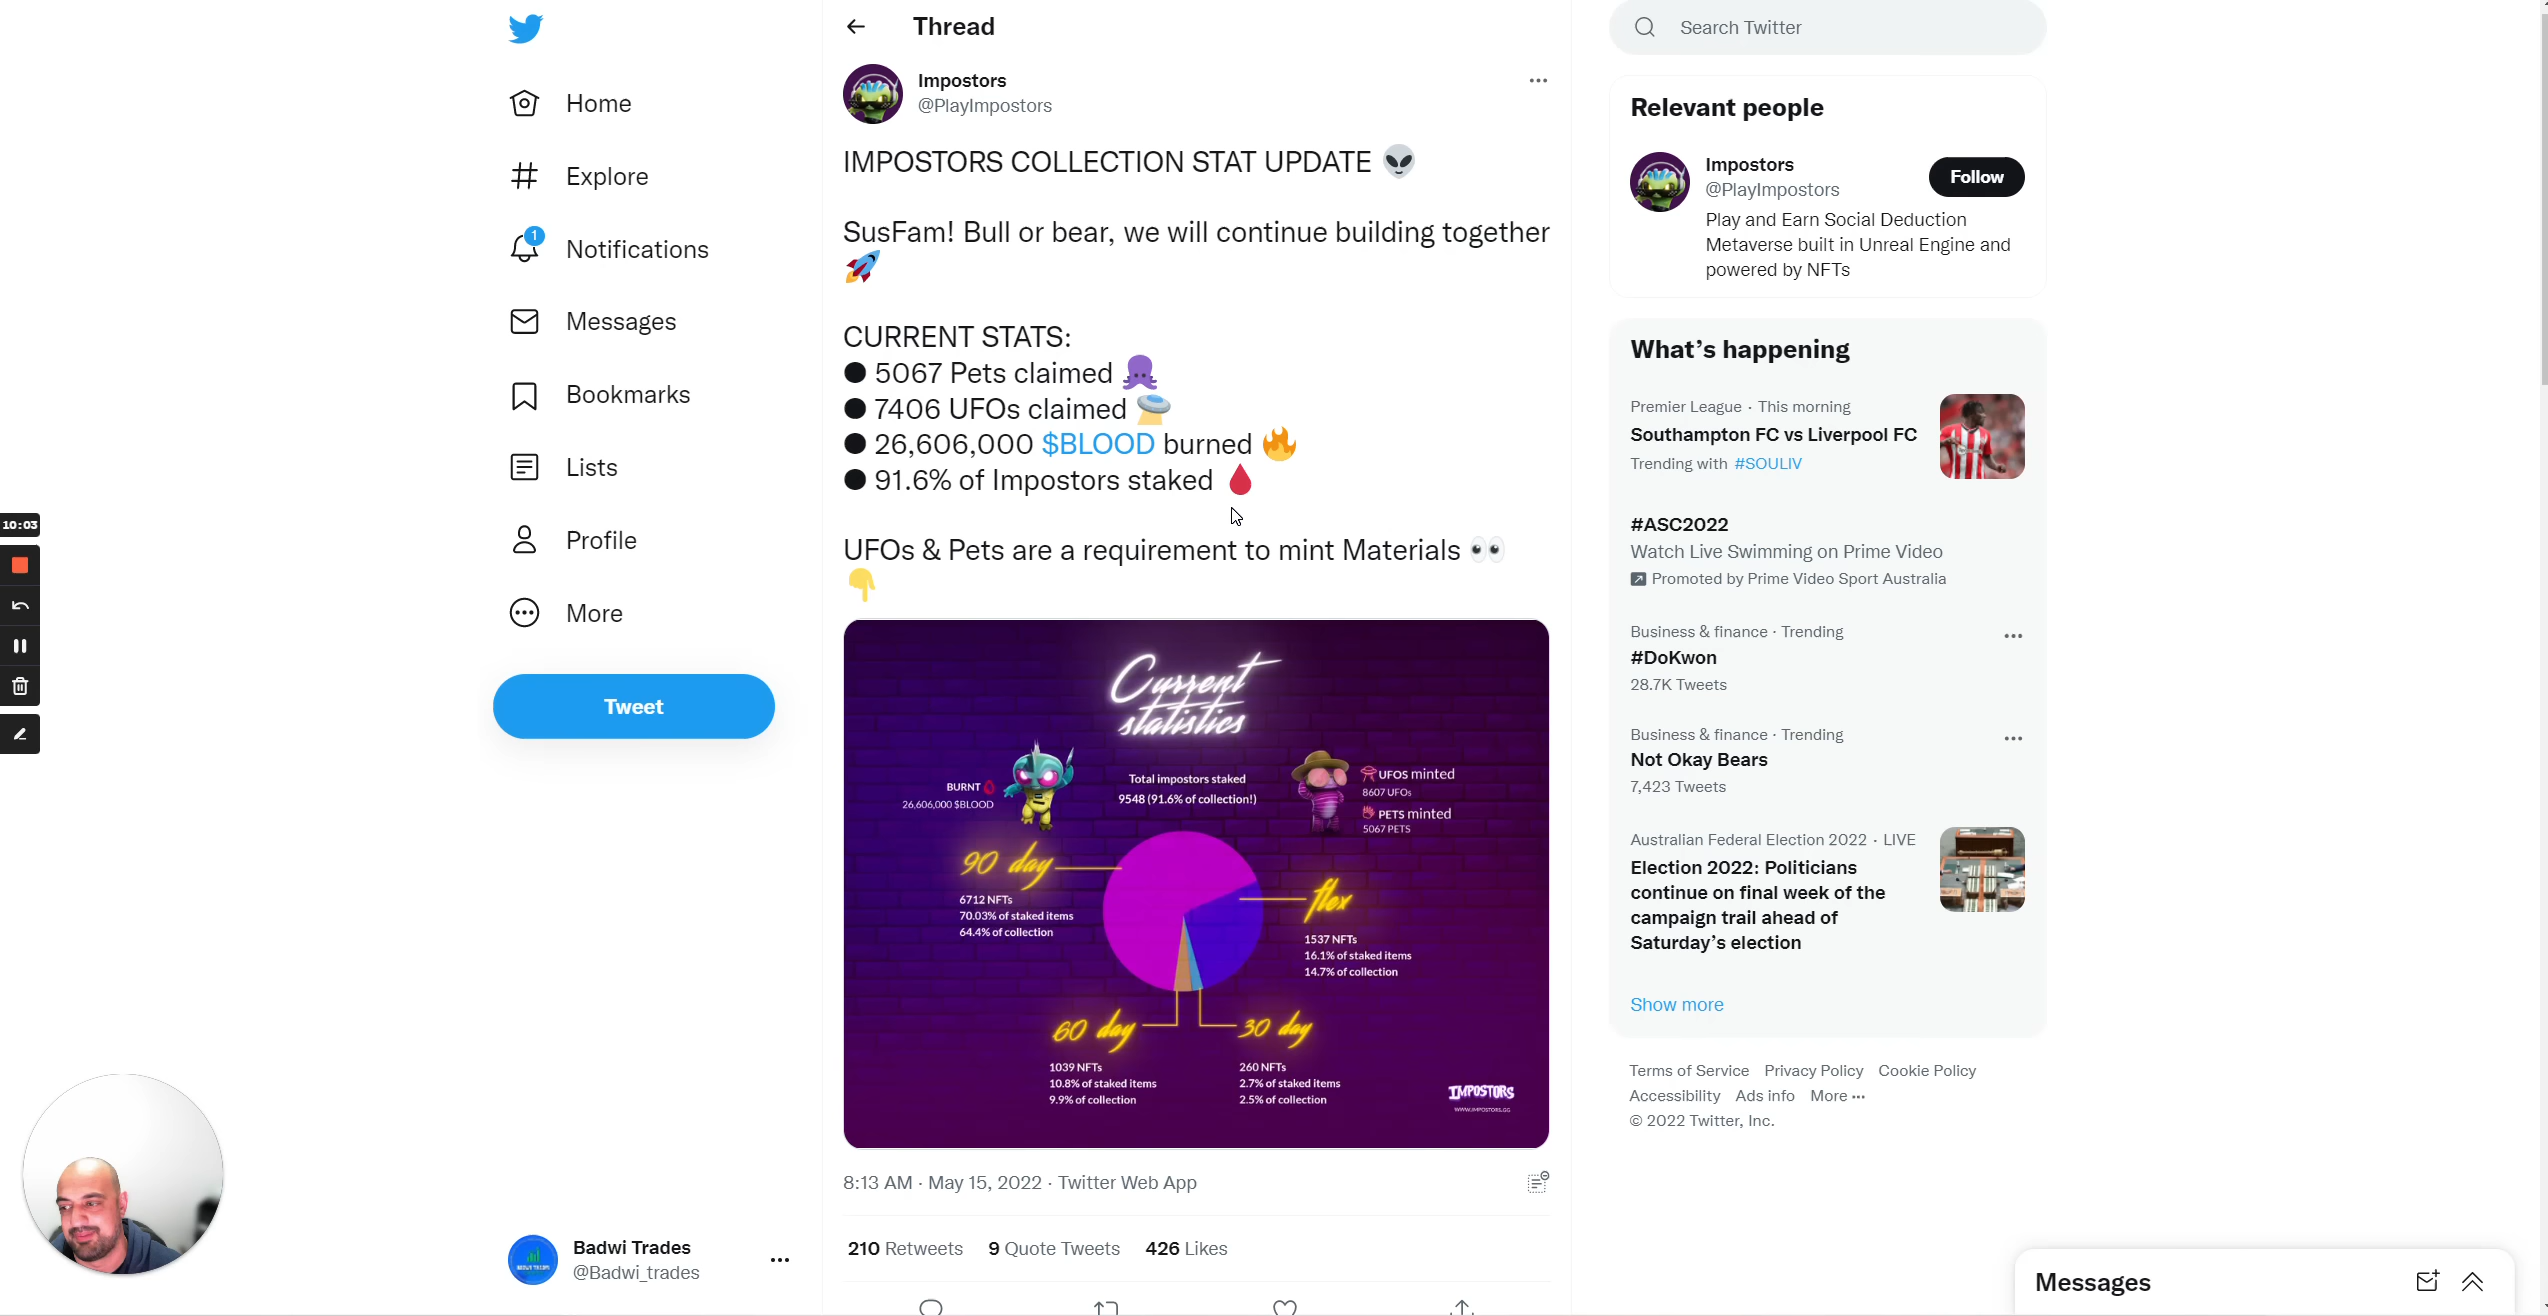 Home
Explore
1
Notifications
Messages
Bookmarks
Lists
Profile
More
Tweet
10:03
Badwi Trades
@Badwi_trades
Thread
Impostors
@PlayImpostors
IMPOSTORS COLLECTION STAT UPDATE 👽
SusFam! Bull or bear, we will continue building together
🚀
CURRENT STATS:
● 5067 Pets claimed 🐙
● 7406 UFOs claimed 🛸
● 26,606,000 $BLOOD burned 🔥
● 91.6% of Impostors staked 🩸
UFOs & Pets are a requirement to mint Materials 👀
👇
Current
statistics
BURNT
26,606,000 $BLOOD
Total impostors staked
9548 (91.6% of collection!)
UFOS minted
8607 UFOs
PETS minted
5067 PETS
90 day
6712 NFTs
70.03% of staked items
64.4% of collection
flex
1537 NFTs
16.1% of staked items
14.7% of collection
60 day
1039 NFTs
10.8% of staked items
9.9% of collection
30 day
260 NFTs
2.7% of staked items
2.5% of collection
IMPOSTORS
WWW.IMPOSTORS.GG
8:13 AM · May 15, 2022 · Twitter Web App
210 Retweets 9 Quote Tweets 426 Likes
Search Twitter
Relevant people
Impostors
@PlayImpostors
Follow
Play and Earn Social Deduction
Metaverse built in Unreal Engine and
powered by NFTs
What's happening
Premier League · This morning
Southampton FC vs Liverpool FC
Trending with #SOULIV
#ASC2022
Watch Live Swimming on Prime Video
Promoted by Prime Video Sport Australia
Business & finance · Trending
#DoKwon
28.7K Tweets
Business & finance · Trending
Not Okay Bears
7,423 Tweets
Australian Federal Election 2022 · LIVE
Election 2022: Politicians
continue on final week of the
campaign trail ahead of
Saturday's election
Show more
Terms of Service Privacy Policy Cookie Policy
Accessibility Ads info More ···
© 2022 Twitter, Inc.
Messages